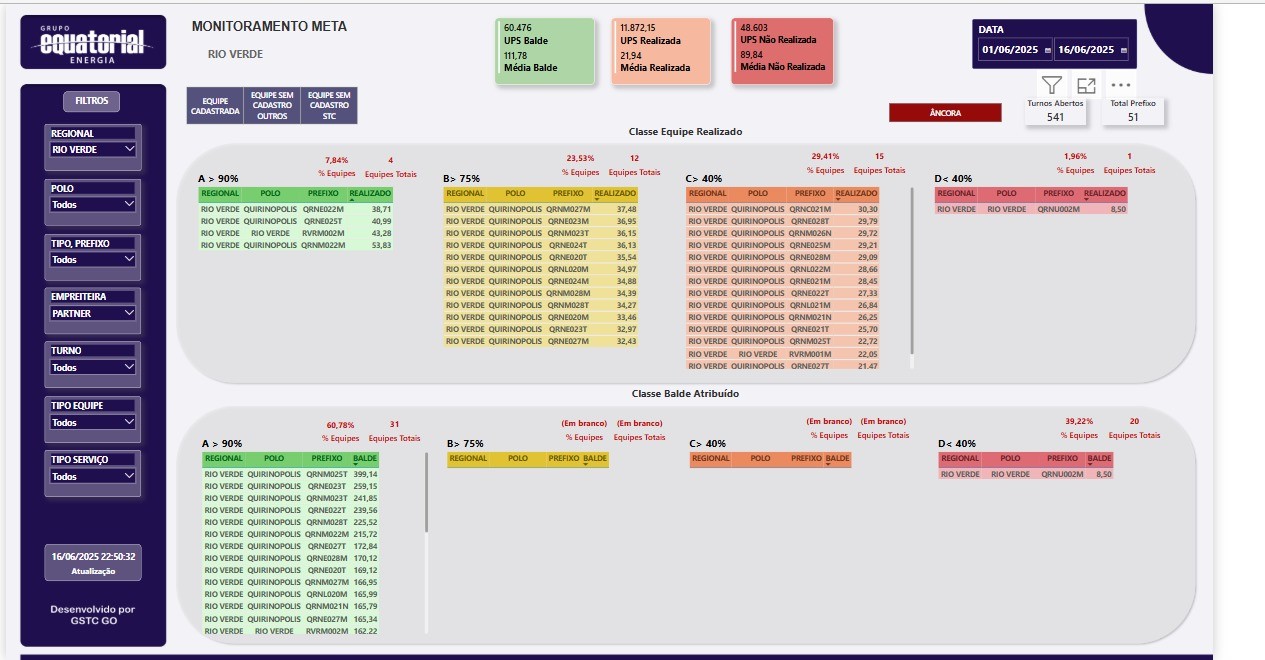 GRUPO
equatorial
ENERGIA
FILTROS
REGIONAL
RIO VERDE
POLO
Todos
TIPO, PREFIXO
Todos
EMPREITEIRA
PARTNER
TURNO
Todos
TIPO EQUIPE
Todos
TIPO SERVIÇO
Todos
16/06/2025 22:50:32
Atualização
Desenvolvido por
GSTC GO
MONITORAMENTO META
RIO VERDE
60.476
UPS Balde
111,78
Média Balde
11.872,15
UPS Realizada
21,94
Média Realizada
48.603
UPS Não Realizada
89,84
Média Não Realizada
DATA
01/06/2025 16/06/2025
EQUIPE CADASTRADA
EQUIPE SEM CADASTRO OUTROS
EQUIPE SEM CADASTRO STC
ÂNCORA
Turnos Abertos
541
Total Prefixo
51
Classe Equipe Realizado
7,84% 4
% Equipes Equipes Totais
A > 90%
REGIONAL POLO PREFIXO REALIZADO
RIO VERDE QUIRINOPOLIS QRNE022M 38,71
RIO VERDE QUIRINOPOLIS QRNE025T 40,99
RIO VERDE RIO VERDE RVRM002M 43,28
RIO VERDE QUIRINOPOLIS QRNM022M 53,83
23,53% 12
% Equipes Equipes Totais
B> 75%
REGIONAL POLO PREFIXO REALIZADO
RIO VERDE QUIRINOPOLIS QRNM027M 37,48
RIO VERDE QUIRINOPOLIS QRNE023M 36,95
RIO VERDE QUIRINOPOLIS QRNM023T 36,15
RIO VERDE QUIRINOPOLIS QRNE024T 36,13
RIO VERDE QUIRINOPOLIS QRNE020T 35,54
RIO VERDE QUIRINOPOLIS QRNL020M 34,97
RIO VERDE QUIRINOPOLIS QRNE024M 34,88
RIO VERDE QUIRINOPOLIS QRNM028M 34,39
RIO VERDE QUIRINOPOLIS QRNM028T 34,27
RIO VERDE QUIRINOPOLIS QRNE020M 33,46
RIO VERDE QUIRINOPOLIS QRNE023T 32,97
RIO VERDE QUIRINOPOLIS QRNE027M 32,43
29,41% 15
% Equipes Equipes Totais
C> 40%
REGIONAL POLO PREFIXO REALIZADO
RIO VERDE QUIRINOPOLIS QRNC021M 30,30
RIO VERDE QUIRINOPOLIS QRNE028T 29,79
RIO VERDE QUIRINOPOLIS QRNM026N 29,72
RIO VERDE QUIRINOPOLIS QRNE025M 29,21
RIO VERDE QUIRINOPOLIS QRNE028M 29,09
RIO VERDE QUIRINOPOLIS QRNL022M 28,66
RIO VERDE QUIRINOPOLIS QRNE021M 28,45
RIO VERDE QUIRINOPOLIS QRNE022T 27,33
RIO VERDE QUIRINOPOLIS QRNL021M 26,84
RIO VERDE QUIRINOPOLIS QRNM021N 26,25
RIO VERDE QUIRINOPOLIS QRNE021T 25,70
RIO VERDE QUIRINOPOLIS QRNM025T 22,72
RIO VERDE RIO VERDE RVRM001M 22,05
RIO VERDE QUIRINOPOLIS QRNE027T 21,47
1,96% 1
% Equipes Equipes Totais
D< 40%
REGIONAL POLO PREFIXO REALIZADO
RIO VERDE RIO VERDE QRNU002M 8,50
Classe Balde Atribuído
60,78% 31
% Equipes Equipes Totais
A > 90%
REGIONAL POLO PREFIXO BALDE
RIO VERDE QUIRINOPOLIS QRNM025T 399,14
RIO VERDE QUIRINOPOLIS QRNE023T 259,15
RIO VERDE QUIRINOPOLIS QRNM023T 241,85
RIO VERDE QUIRINOPOLIS QRNE022T 239,56
RIO VERDE QUIRINOPOLIS QRNM028T 225,52
RIO VERDE QUIRINOPOLIS QRNM022M 215,72
RIO VERDE QUIRINOPOLIS QRNE027T 172,84
RIO VERDE QUIRINOPOLIS QRNE028M 170,12
RIO VERDE QUIRINOPOLIS QRNE020T 169,12
RIO VERDE QUIRINOPOLIS QRNM027M 166,95
RIO VERDE QUIRINOPOLIS QRNL020M 165,99
RIO VERDE QUIRINOPOLIS QRNM021N 165,79
RIO VERDE QUIRINOPOLIS QRNE027M 165,34
RIO VERDE RIO VERDE RVRM002M 162,22
(Em branco) (Em branco)
% Equipes Equipes Totais
B> 75%
REGIONAL POLO PREFIXO BALDE
(Em branco) (Em branco)
% Equipes Equipes Totais
C> 40%
REGIONAL POLO PREFIXO BALDE
39,22% 20
% Equipes Equipes Totais
D< 40%
REGIONAL POLO PREFIXO BALDE
RIO VERDE RIO VERDE QRNU002M 8,50